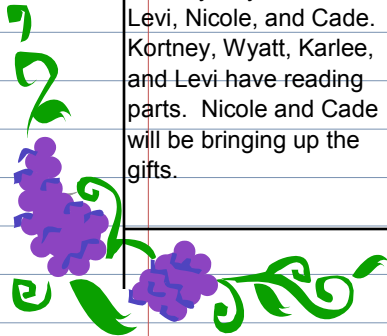 Levi, Nicole, and Cade.
Kortney, Wyatt, Karlee,
and Levi have reading
parts.  Nicole and Cade
will be bringing up the
gifts.